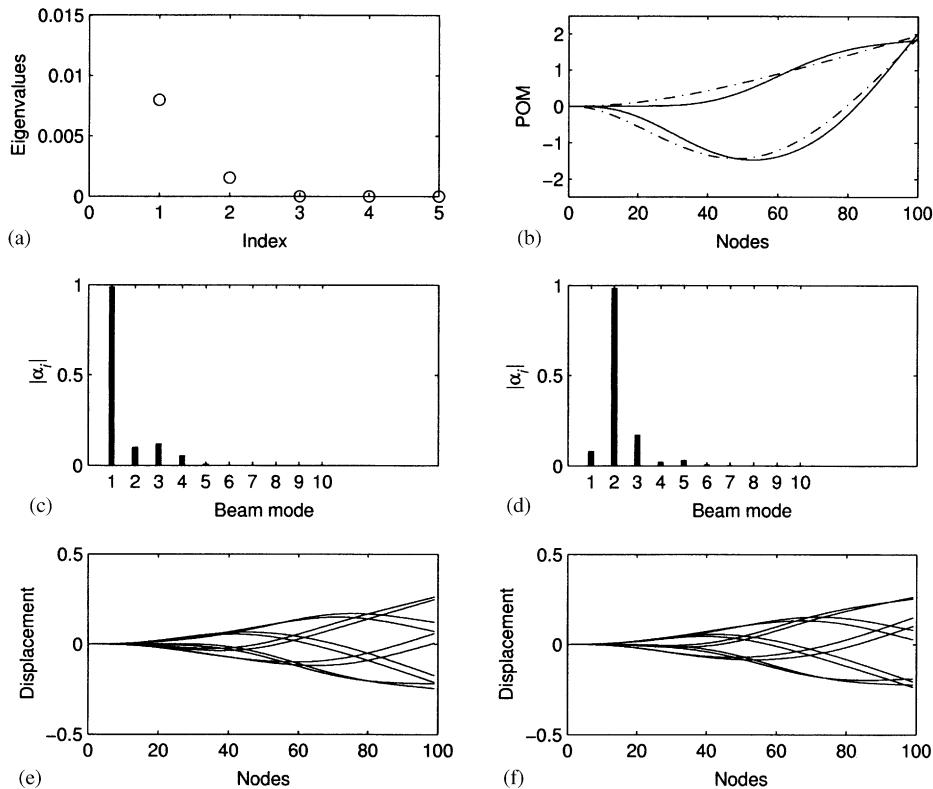 0.015
0.01
0.005
0
Eigenvalues
0 1 2 3 4 5
Index
(a)
2
1
0
−1
−2
POM
0 20 40 60 80 100
Nodes
(b)
1
0.5
0
|αi|
1 2 3 4 5 6 7 8 9 10
Beam mode
(c)
1
0.5
0
|αi|
1 2 3 4 5 6 7 8 9 10
Beam mode
(d)
0.5
0
−0.5
Displacement
0 20 40 60 80 100
Nodes
(e)
0.5
0
−0.5
Displacement
0 20 40 60 80 100
Nodes
(f)